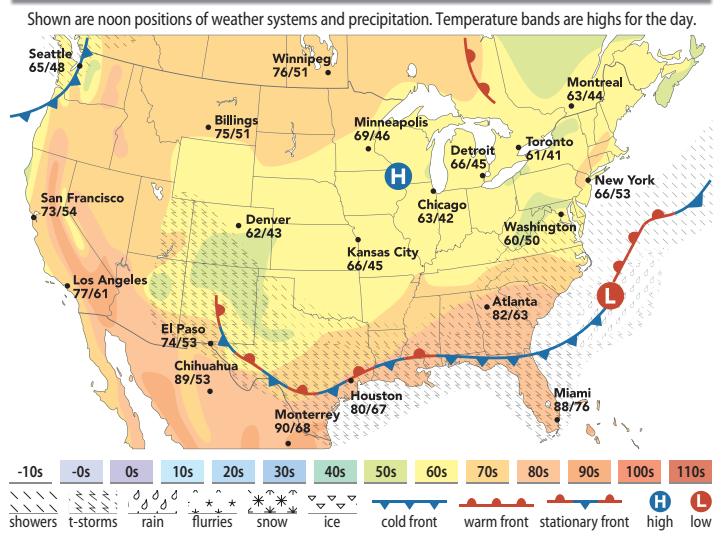 Shown are noon positions of weather systems and precipitation. Temperature bands are highs for the day.
Seattle
65/48
Winnipeg
76/51
Montreal
63/44
Billings
75/51
Minneapolis
69/46
Detroit
66/45
Toronto
61/41
H
New York
66/53
San Francisco
73/54
Chicago
63/42
Denver
62/43
Washington
60/50
Kansas City
66/45
Los Angeles
77/61
L
Atlanta
82/63
El Paso
74/53
Chihuahua
89/53
Houston
80/67
Miami
88/76
Monterrey
90/68
-10s -0s 0s 10s 20s 30s 40s 50s 60s 70s 80s 90s 100s 110s
H L
showers t-storms rain flurries snow ice cold front warm front stationary front high low